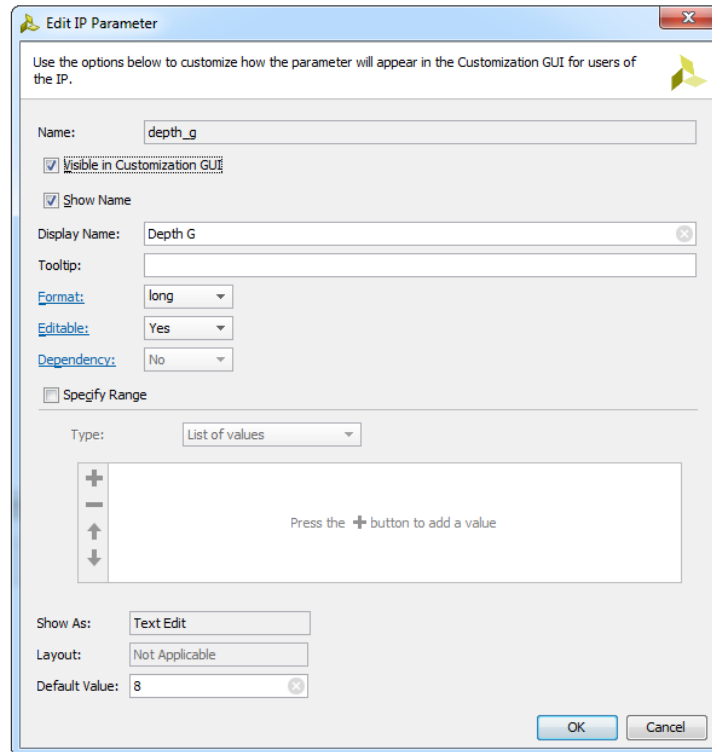 Edit IP Parameter
Use the options below to customize how the parameter will appear in the Customization GUI for users of
the IP.
Name: depth_g
Visible in Customization GUI
Show Name
Display Name: Depth G
Tooltip:
Format: long
Editable: Yes
Dependency: No
Specify Range
Type: List of values
Press the + button to add a value
Show As: Text Edit
Layout: Not Applicable
Default Value: 8
OK Cancel